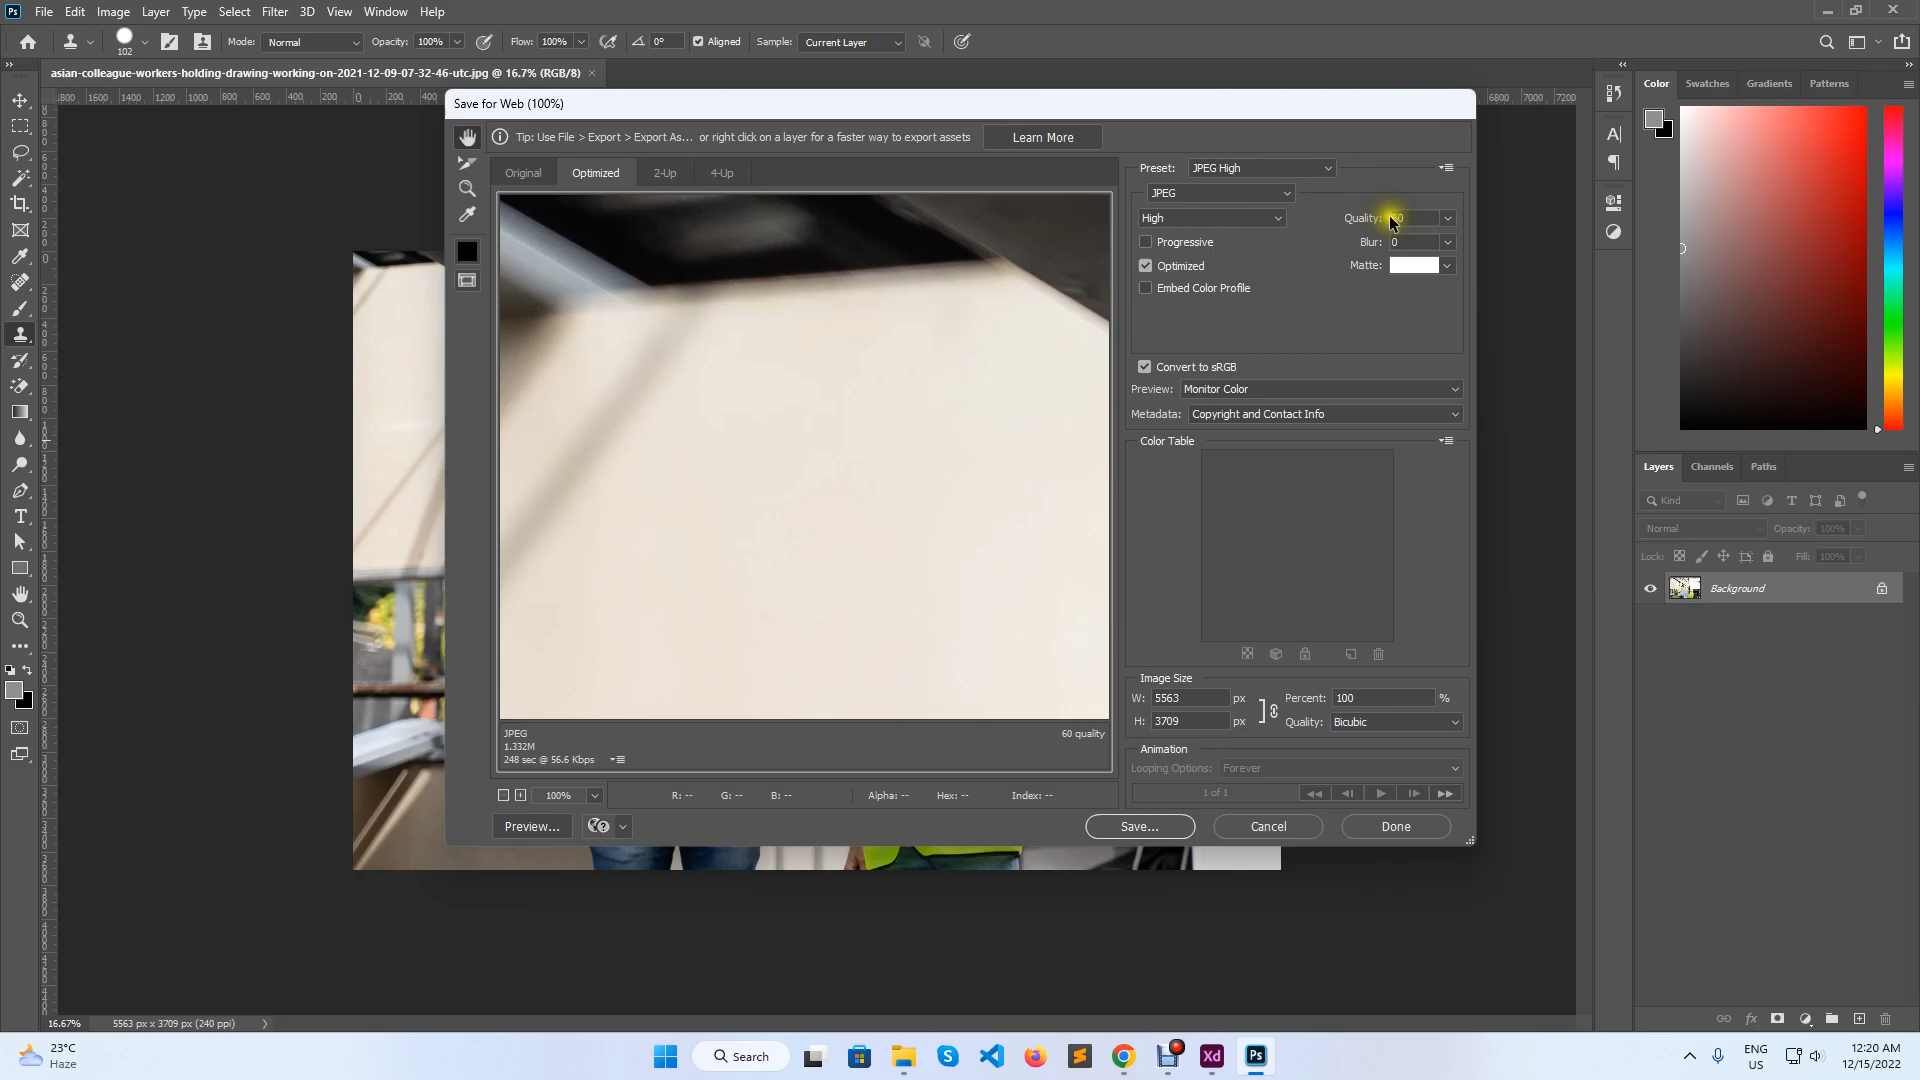 Ps File Edit Image Layer Type Select Filter 3D View Window Help
102 Mode: Normal Opacity: 100% Flow: 100% 0° Aligned Sample: Current Layer
asian-colleague-workers-holding-drawing-working-on-2021-12-09-07-32-46-utc.jpg @ 16.7% (RGB/8)
Color Swatches Gradients Patterns
Save for Web (100%)
Tip: Use File > Export > Export As... or right click on a layer for a faster way to export assets Learn More
Original Optimized 2-Up 4-Up
Preset: JPEG High
JPEG
High Quality:
Progressive Blur: 0
Optimized Matte:
Embed Color Profile
Convert to sRGB
Preview: Monitor Color
Metadata: Copyright and Contact Info
Color Table
Image Size
W: 5563 px Percent: 100 %
H: 3709 px Quality: Bicubic
Animation
Looping Options: Forever
1 of 1
JPEG 60 quality
1.332M
248 sec @ 56.6 Kbps
100% R: -- G: -- B: -- Alpha: -- Hex: -- Index: --
Preview... Save... Cancel Done
Layers Channels Paths
Kind
Normal Opacity: 100%
Lock: Fill: 100%
Background
16.67% 5563 px x 3709 px (240 ppi)
23°C
Haze
Search
Xd Ps
ENG
US
12:20 AM
12/15/2022